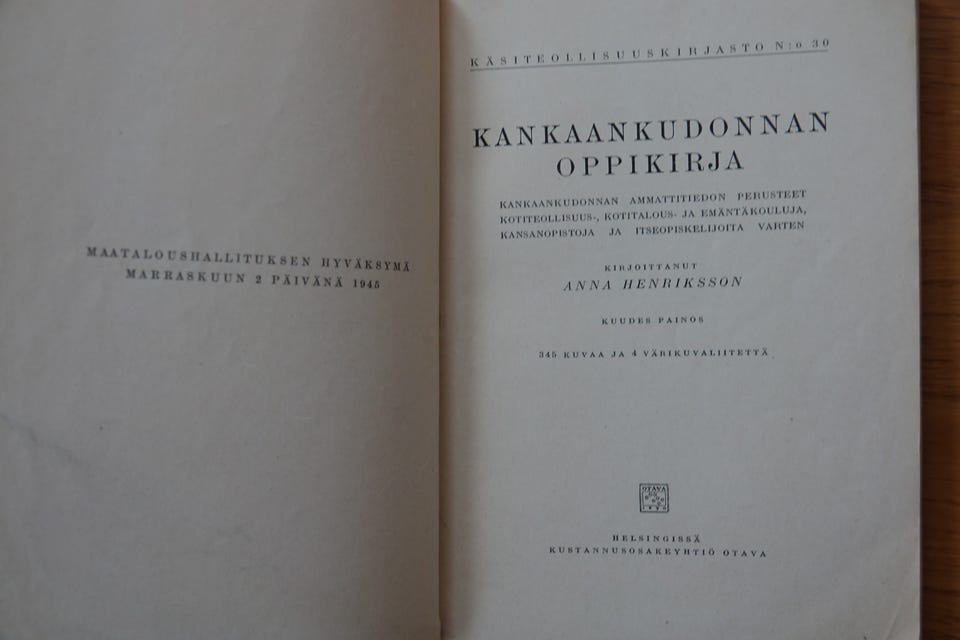 MAATALOUSHALLITUKSEN HYVÄKSYMÄ
MARRASKUUN 2 PÄIVÄNÄ 1945
KÄSITEOLLISUUSKIRJASTO N:o 30
KANKAANKUDONNAN
OPPIKIRJA
KANKAANKUDONNAN AMMATTITIEDON PERUSTEET
KOTITEOLLISUUS-, KOTITALOUS- JA EMÄNTÄKOULUJA,
KANSANOPISTOJA JA ITSEOPISKELIJOITA VARTEN
KIRJOITTANUT
ANNA HENRIKSSON
KUUDES PAINOS
345 KUVAA JA 4 VÄRIKUVALIITETTÄ
OTAVA
HELSINGISSÄ
KUSTANNUSOSAKEYHTIÖ OTAVA